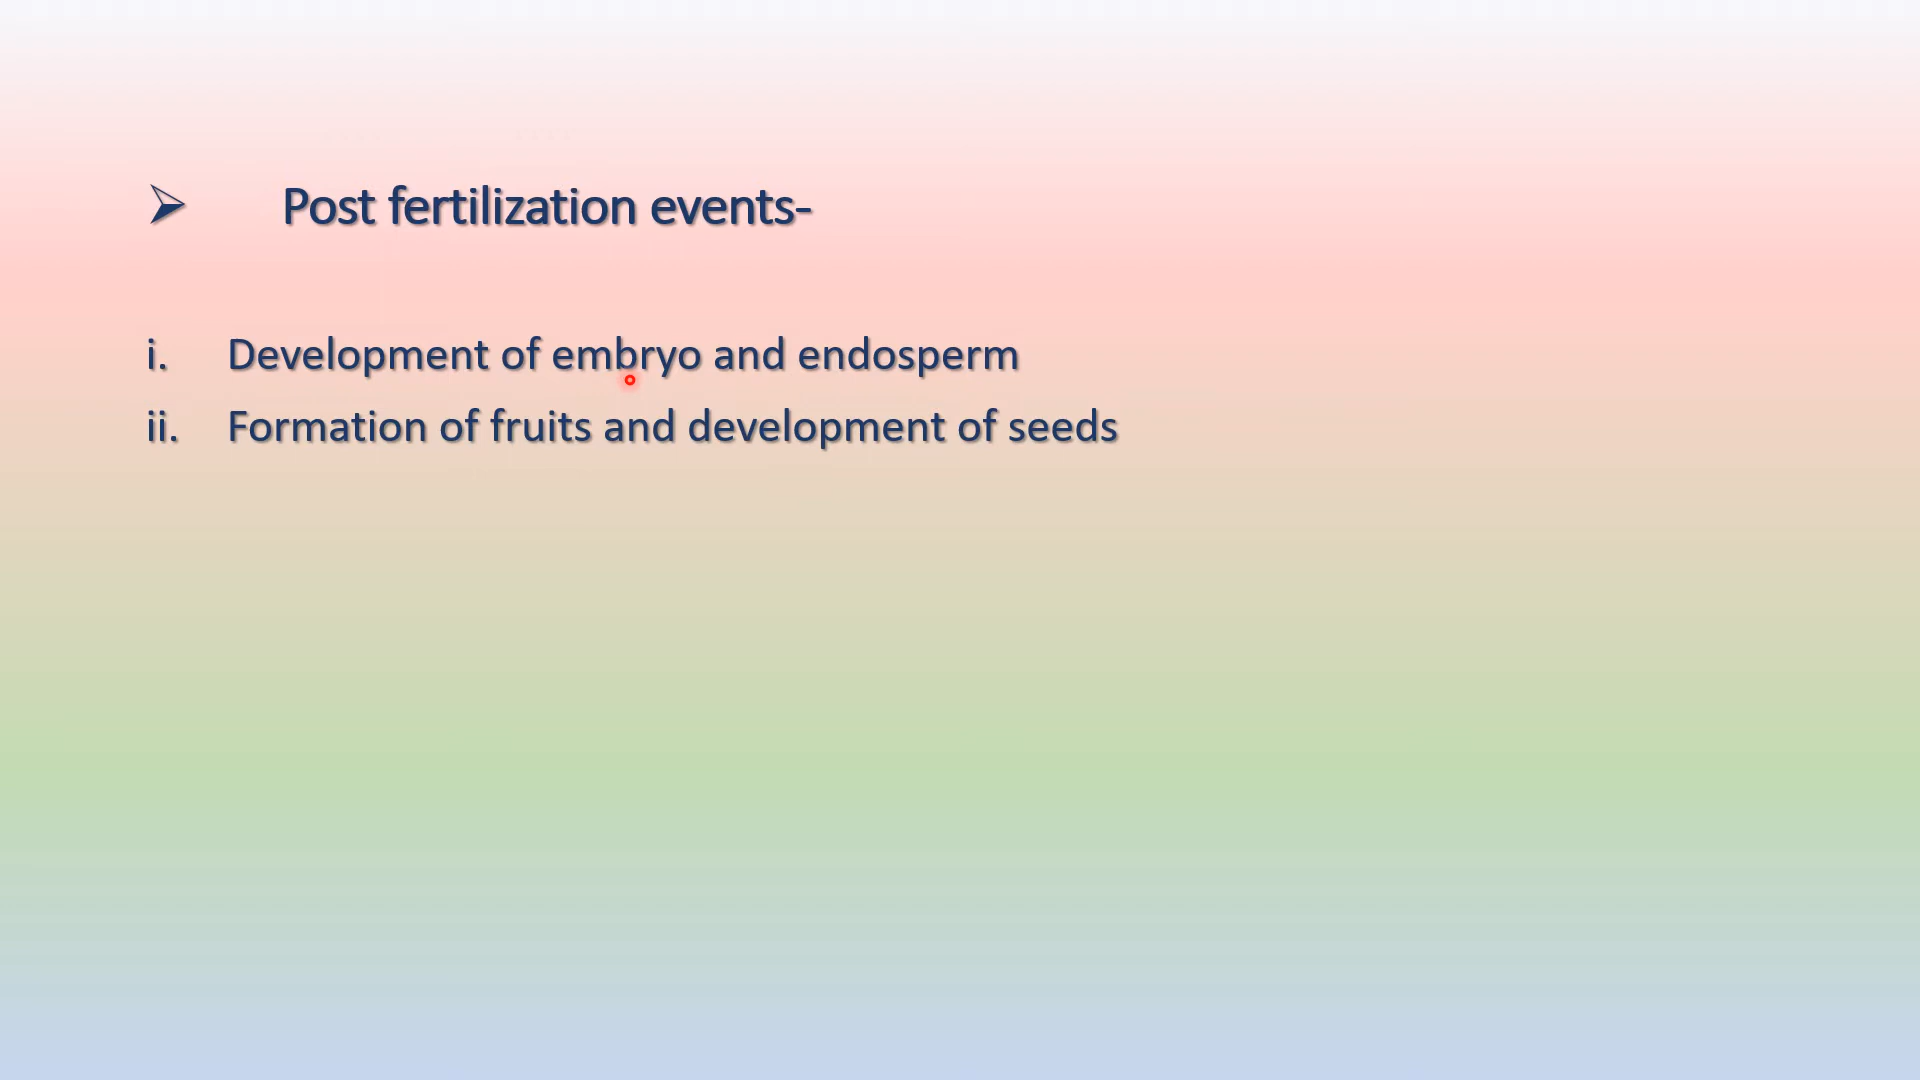 ➢ Post fertilization events-
i. Development of embryo and endosperm
ii. Formation of fruits and development of seeds